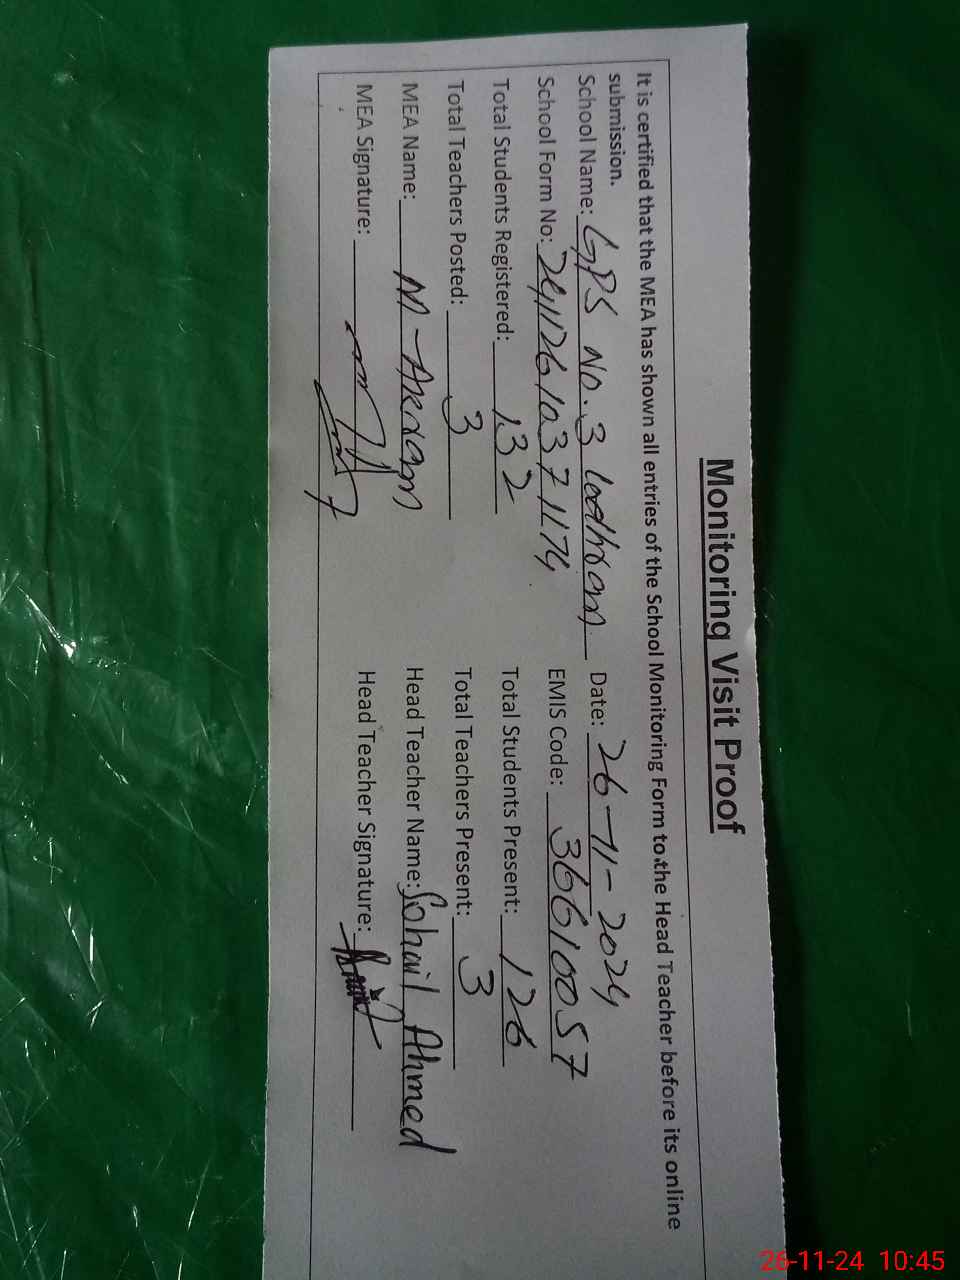 Monitoring Visit Proof
It is certified that the MEA has shown all entries of the School Monitoring Form to the Head Teacher before its online
submission.
School Name: GPS No. 3 Lodhran Date: 26-11-2024
School Form No: EMIS Code: 36610057
Total Students Registered: 132 Total Students Present: 126
Total Teachers Posted: 3 Total Teachers Present: 3
MEA Name: M- Head Teacher Name: Sohail Ahmed
MEA Signature: Head Teacher Signature:
26-11-24 10:45